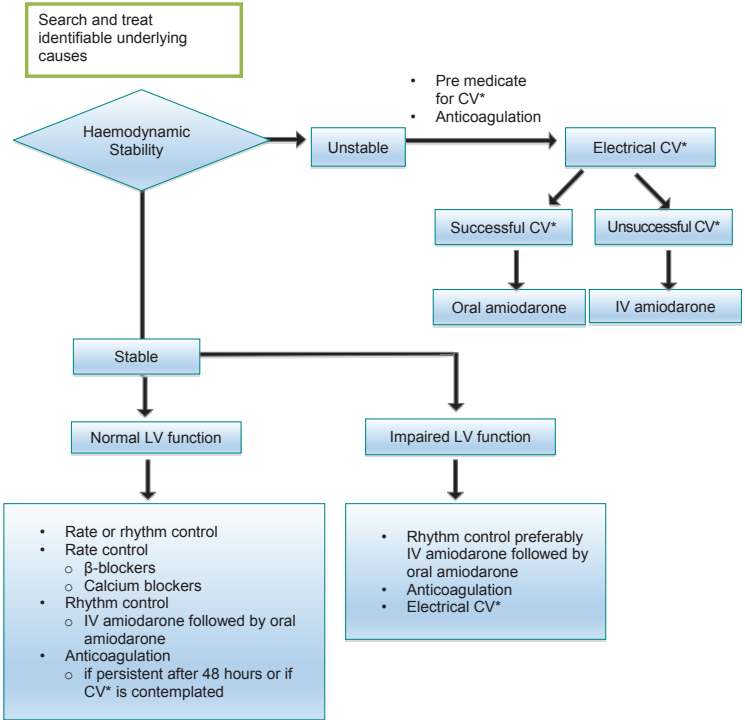 Search and treat
identifiable underlying
causes
Haemodynamic
Stability
Unstable
• Pre medicate
for CV*
• Anticoagulation
Electrical CV*
Successful CV*
Unsuccessful CV*
Oral amiodarone
IV amiodarone
Stable
Normal LV function
Impaired LV function
• Rate or rhythm control
• Rate control
o β-blockers
o Calcium blockers
• Rhythm control
o IV amiodarone followed by oral
amiodarone
• Anticoagulation
o if persistent after 48 hours or if
CV* is contemplated
• Rhythm control preferably
IV amiodarone followed by
oral amiodarone
• Anticoagulation
• Electrical CV*